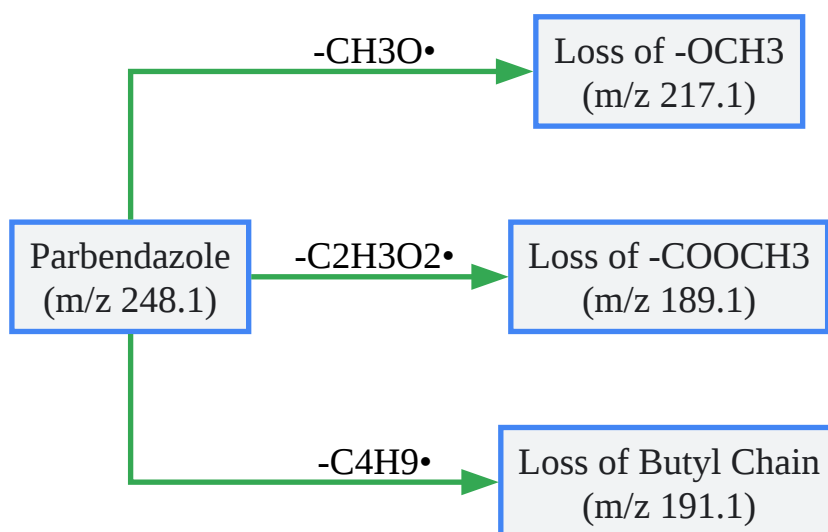 -CH3O•
Loss of -OCH3
(m/z 217.1)
Parbendazole
(m/z 248.1)
-C2H3O2•
Loss of -COOCH3
(m/z 189.1)
-C4H9•
Loss of Butyl Chain
(m/z 191.1)